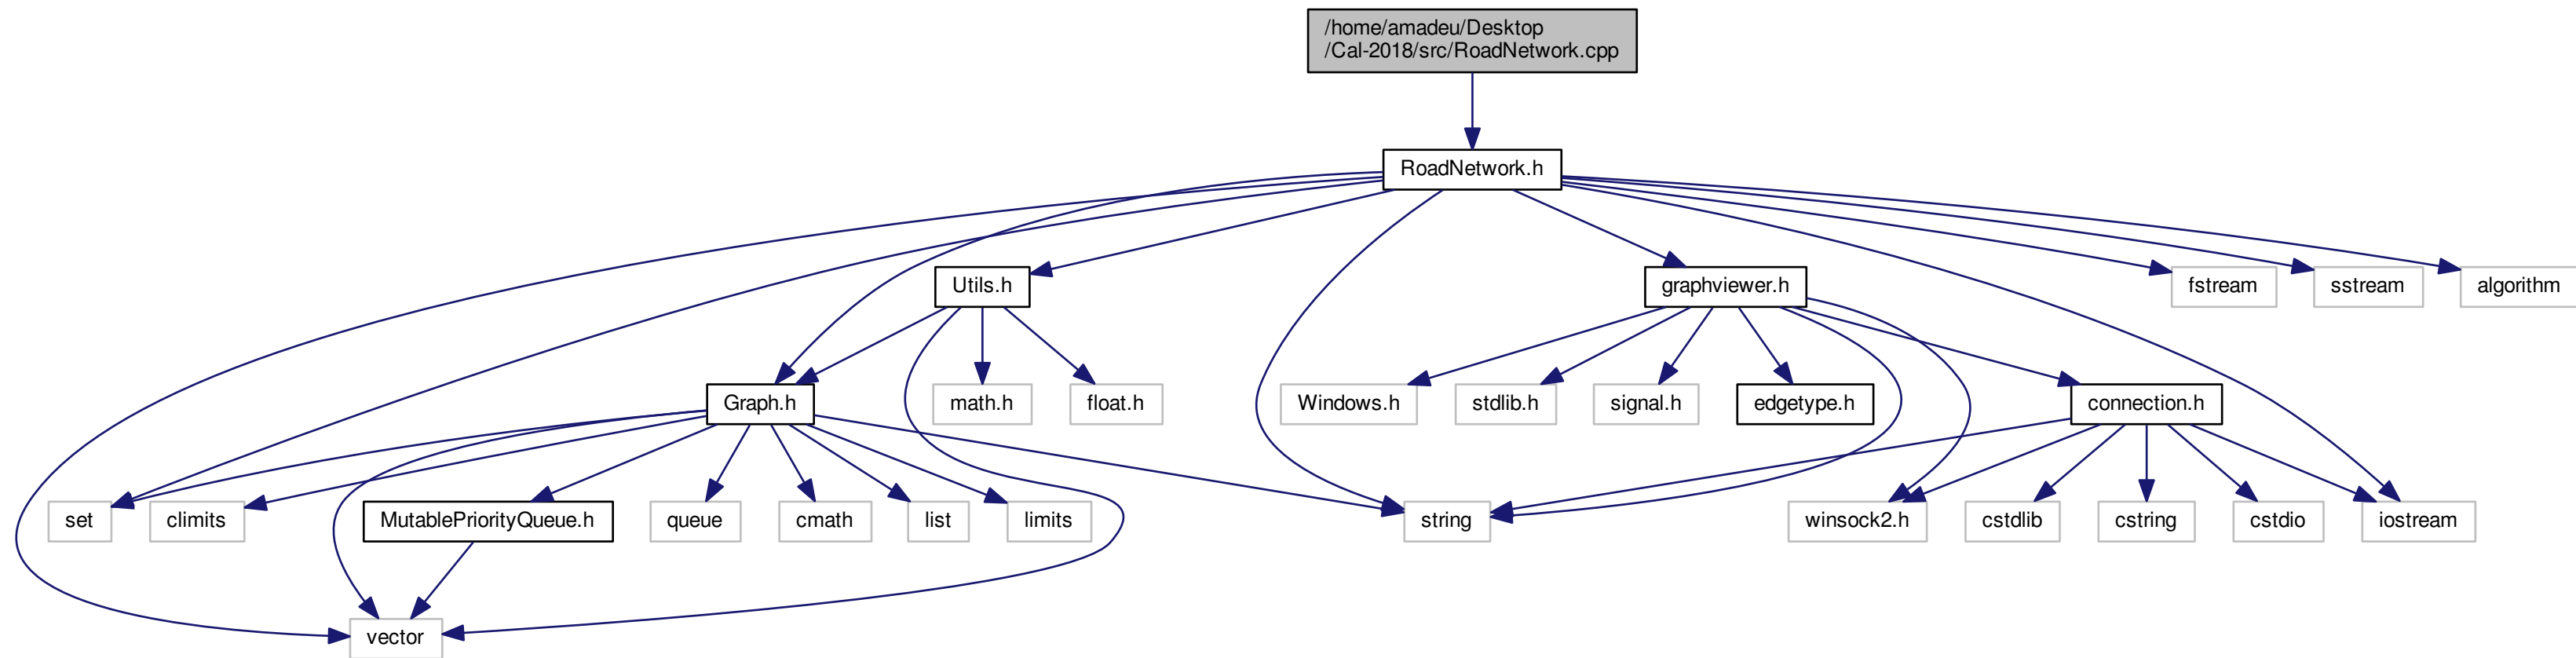 /home/amadeu/Desktop
/Cal-2018/src/RoadNetwork.cpp
RoadNetwork.h
Utils.h
graphviewer.h
fstream
sstream
algorithm
Graph.h
math.h
float.h
Windows.h
stdlib.h
signal.h
edgetype.h
connection.h
set
climits
MutablePriorityQueue.h
queue
cmath
list
limits
string
winsock2.h
cstdlib
cstring
cstdio
iostream
vector